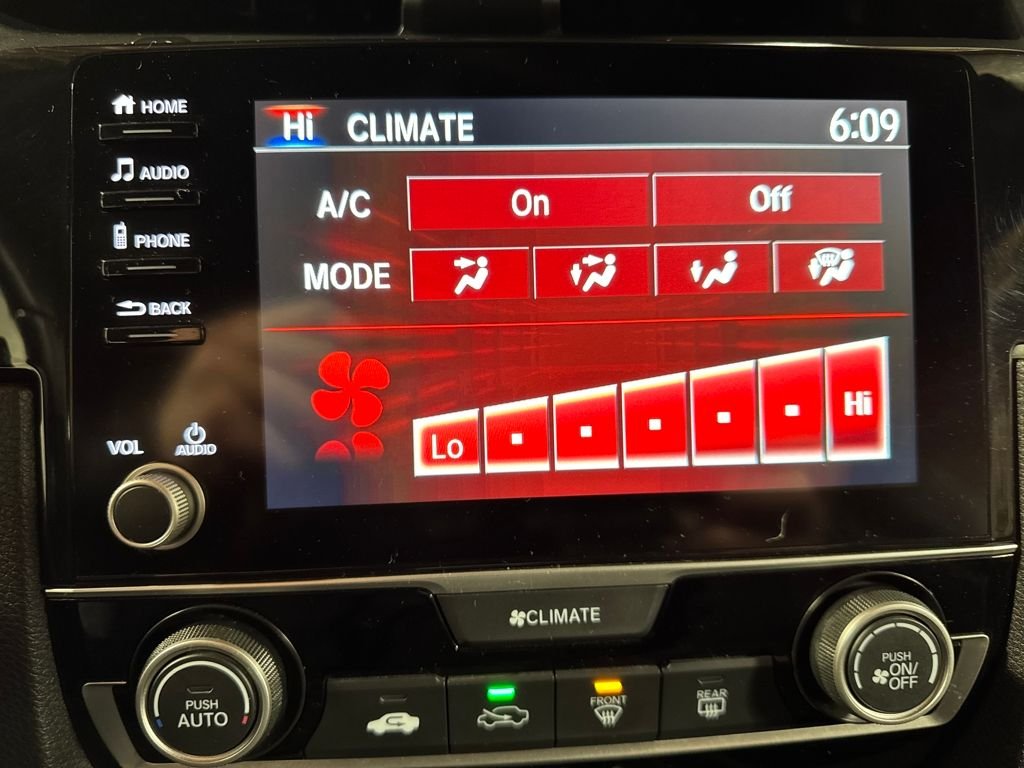 HOME
AUDIO
PHONE
BACK
VOL
AUDIO
Hi CLIMATE 6:09
A/C On Off
MODE
Lo Hi
CLIMATE
PUSH
AUTO
FRONT
REAR
PUSH
ON/
OFF